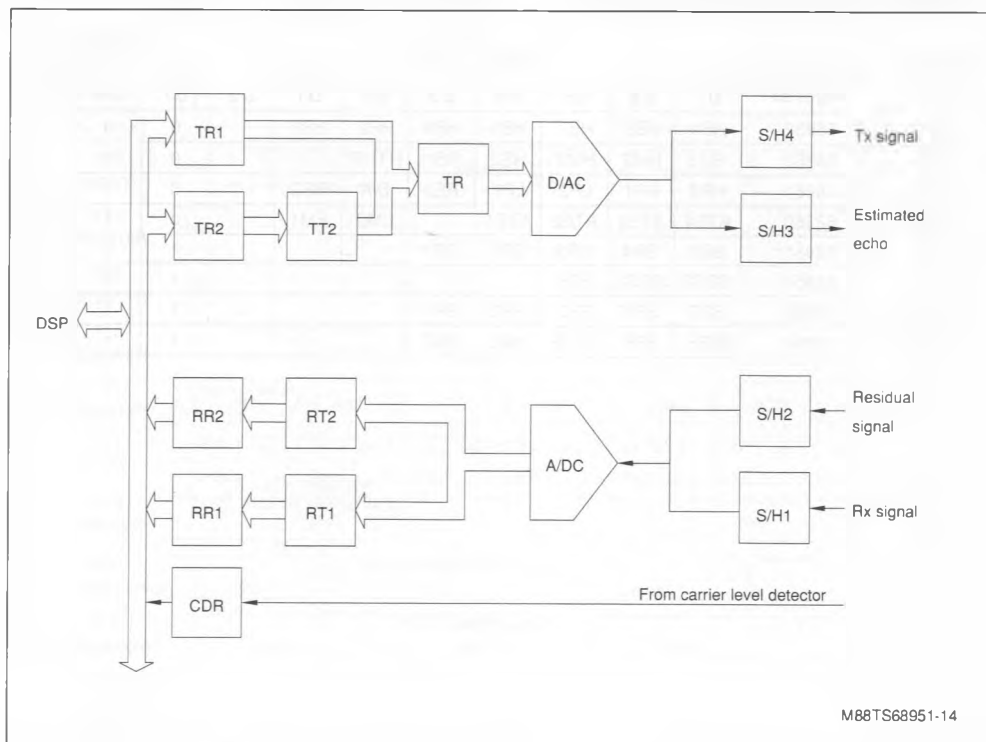 TR1
S/H4
Tx signal
TR
D/AC
TR2
TT2
S/H3
Estimated
echo
DSP
RR2
RT2
S/H2
Residual
signal
A/DC
RR1
RT1
S/H1
Rx signal
CDR
From carrier level detector
M88TS68951-14